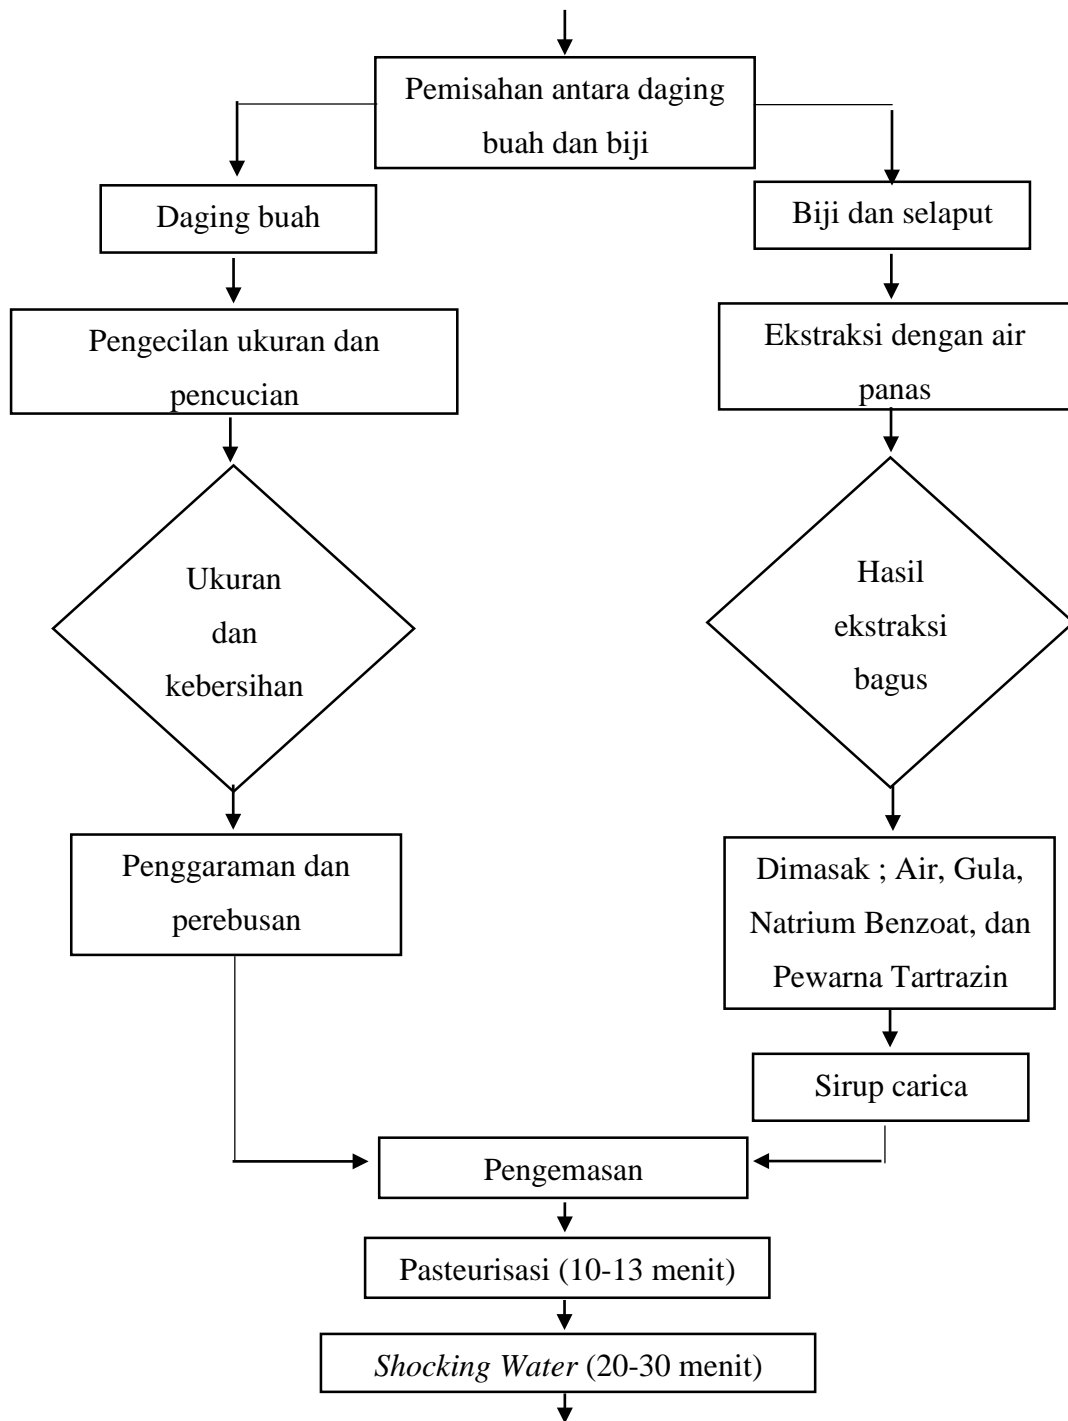 Pemisahan antara daging
buah dan biji
Daging buah
Biji dan selaput
Pengecilan ukuran dan
pencucian
Ekstraksi dengan air
panas
Ukuran
dan
kebersihan
Hasil
ekstraksi
bagus
Penggaraman dan
perebusan
Dimasak ; Air, Gula,
Natrium Benzoat, dan
Pewarna Tartrazin
Sirup carica
Pengemasan
Pasteurisasi (10-13 menit)
Shocking Water (20-30 menit)